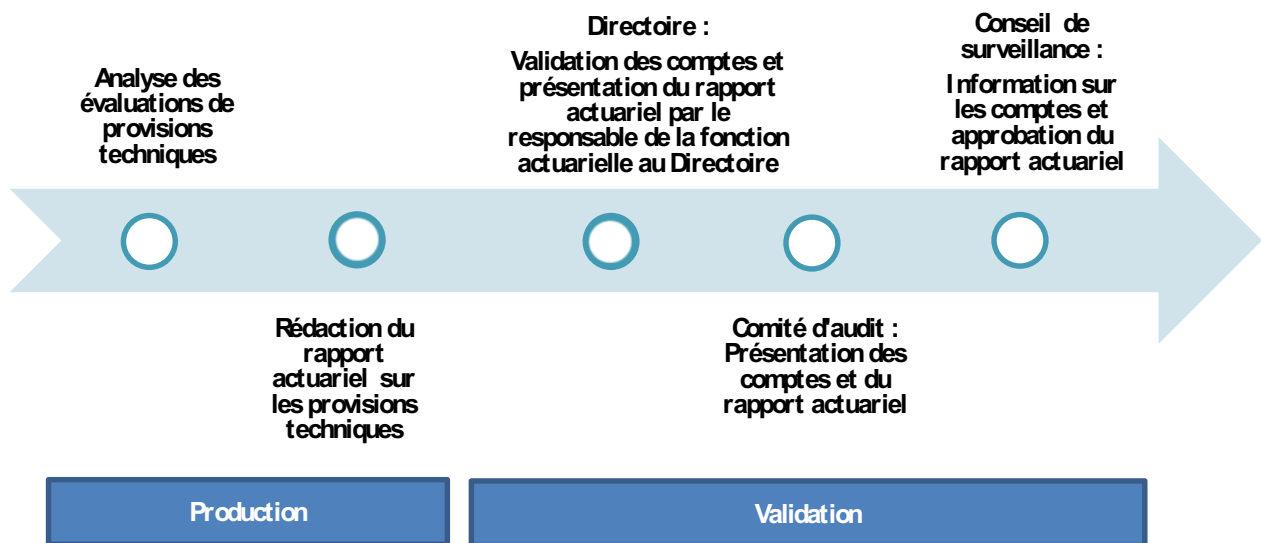 Analyse des
évaluations de
provisions
techniques
Rédaction du
rapport
actuariel sur
les provisions
techniques
Directoire :
Validation des comptes et
présentation du rapport
actuariel par le
responsable de la fonction
actuarielle au Directoire
Comité d'audit :
Présentation des
comptes et du
rapport actuariel
Conseil de
surveillance :
Information sur
les comptes et
approbation du
rapport actuariel
Production
Validation